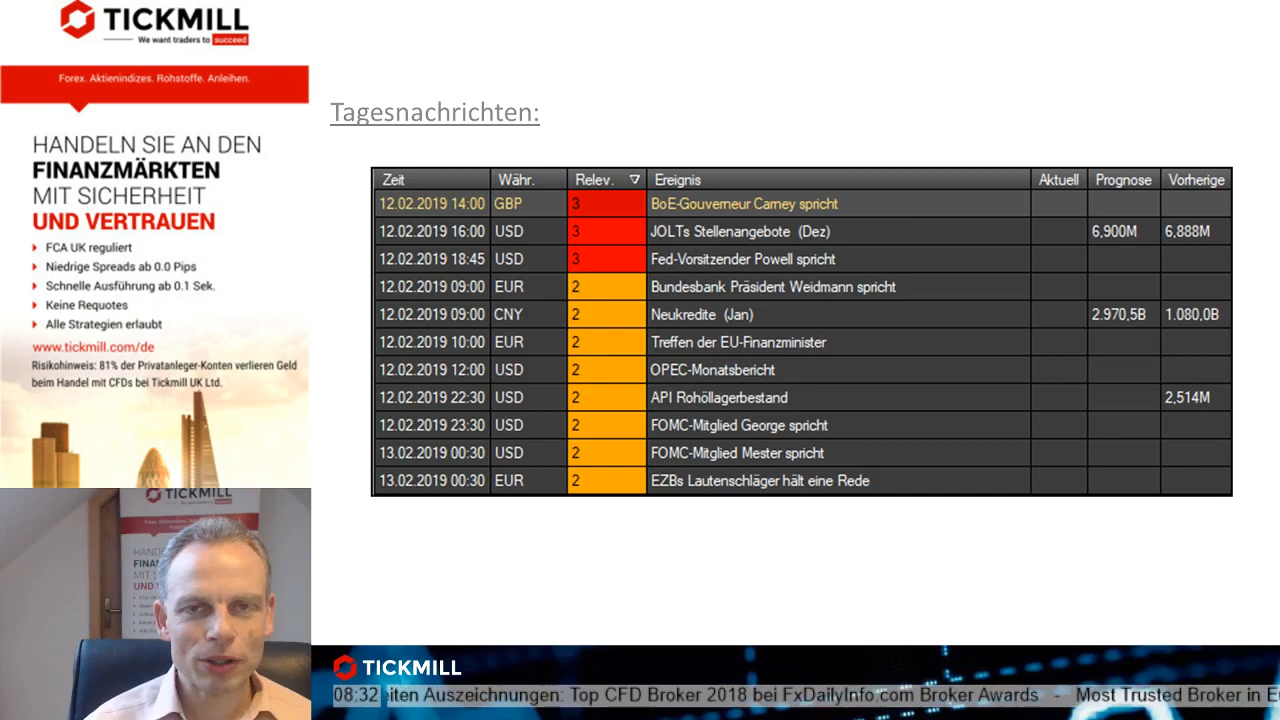 TICKMILL
We want traders to succeed
Forex. Aktienindizes. Rohstoffe. Anleihen.
HANDELN SIE AN DEN
FINANZMÄRKTEN
MIT SICHERHEIT
UND VERTRAUEN
FCA UK reguliert
Niedrige Spreads ab 0.0 Pips
Schnelle Ausführung ab 0.1 Sek.
Keine Requotes
Alle Strategien erlaubt
www.tickmill.com/de
Risikohinweis: 81% der Privatanleger-Konten verlieren Geld
beim Handel mit CFDs bei Tickmill UK Ltd.
Tagesnachrichten:
Zeit Währ. Relev. Ereignis Aktuell Prognose Vorherige
12.02.2019 14:00 GBP 3 BoE-Gouverneur Carney spricht
12.02.2019 16:00 USD 3 JOLTs Stellenangebote (Dez) 6,900M 6,888M
12.02.2019 18:45 USD 3 Fed-Vorsitzender Powell spricht
12.02.2019 09:00 EUR 2 Bundesbank Präsident Weidmann spricht
12.02.2019 09:00 CNY 2 Neukredite (Jan) 2.970,5B 1.080,0B
12.02.2019 10:00 EUR 2 Treffen der EU-Finanzminister
12.02.2019 12:00 USD 2 OPEC-Monatsbericht
12.02.2019 22:30 USD 2 API Rohöllagerbestand 2,514M
12.02.2019 23:30 USD 2 FOMC-Mitglied George spricht
13.02.2019 00:30 USD 2 FOMC-Mitglied Mester spricht
13.02.2019 00:30 EUR 2 EZBs Lautenschläger hält eine Rede
TICKMILL
HANDE
FINAN
MIT S
UND
TICKMILL
08:32 eiten Auszeichnungen: Top CFD Broker 2018 bei FxDailyInfo.com Broker Awards - Most Trusted Broker in Eu